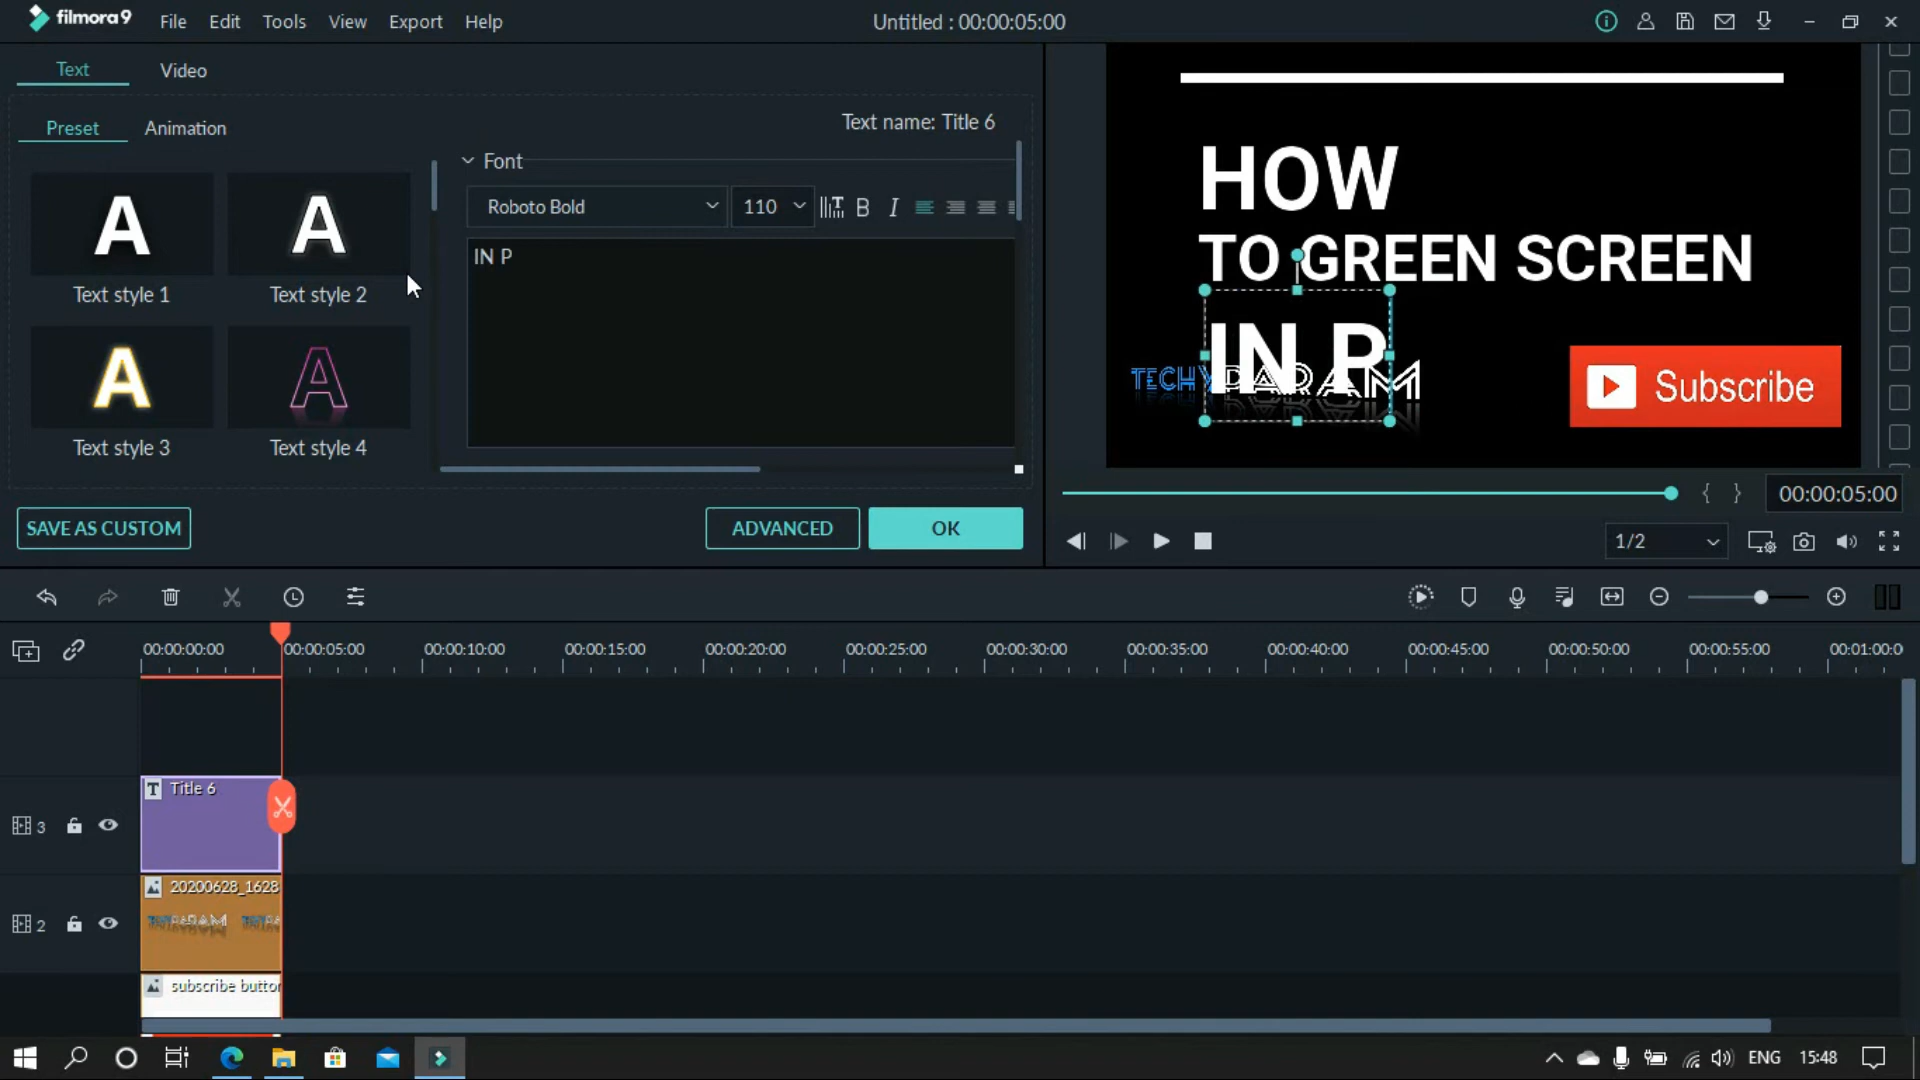 filmora9 File Edit Tools View Export Help Untitled : 00:00:05:00
Text Video
Preset Animation
Text name: Title 6
Font
Roboto Bold 110 B I
IN P
A A
Text style 1 Text style 2
A A
Text style 3 Text style 4
SAVE AS CUSTOM ADVANCED OK
HOW
TO GREEN SCREEN
IN P
TECHYPARAM
Subscribe
{ } 00:00:05:00
1/2
00:00:00:00 00:00:05:00 00:00:10:00 00:00:15:00 00:00:20:00 00:00:25:00 00:00:30:00 00:00:35:00 00:00:40:00 00:00:45:00 00:00:50:00 00:00:55:00 00:01:00:0
T Title 6
3
20200628_1628
2
subscribe button
ENG 15:48